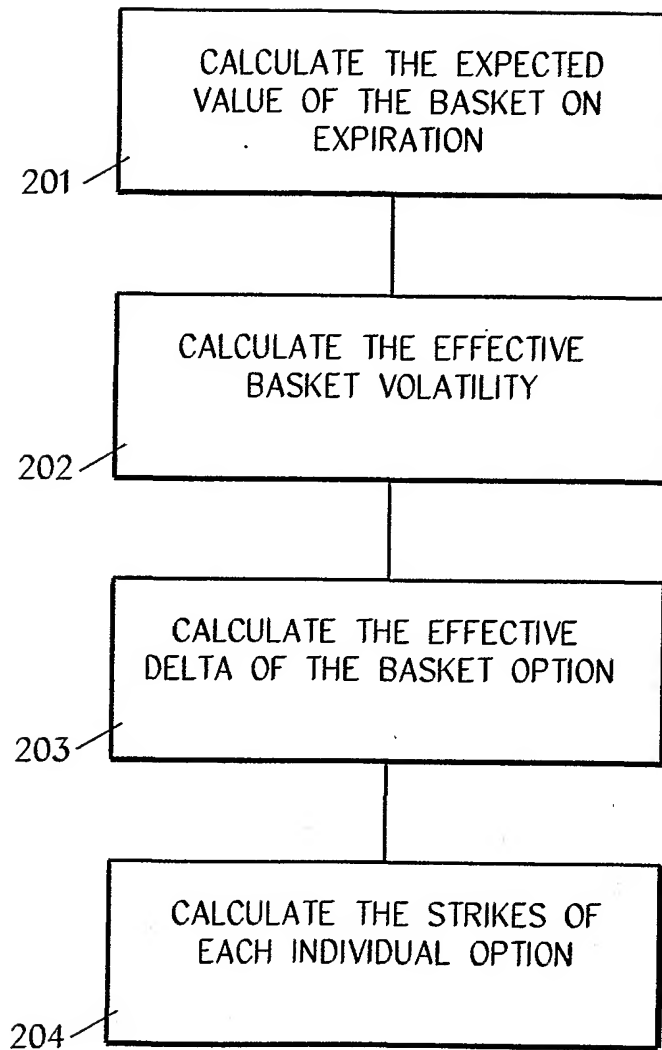 CALCULATE THE EXPECTED
VALUE OF THE BASKET ON
EXPIRATION
201
CALCULATE THE EFFECTIVE
BASKET VOLATILITY
202
CALCULATE THE EFFECTIVE
DELTA OF THE BASKET OPTION
203
CALCULATE THE STRIKES OF
EACH INDIVIDUAL OPTION
204